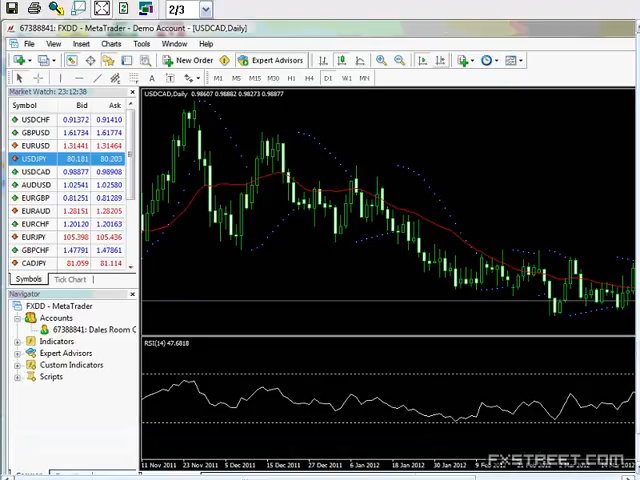 2/3
67388841: FXDD - MetaTrader - Demo Account - [USDCAD,Daily]
File View Insert Charts Tools Window Help
New Order Expert Advisors
M1 M5 M15 M30 H1 H4 D1 W1 MN
Market Watch: 23:12:38
Symbol Bid Ask
USDCHF 0.91372 0.91410
GBPUSD 1.61734 1.61774
EURUSD 1.31441 1.31464
USDJPY 80.181 80.203
USDCAD 0.98877 0.98908
AUDUSD 1.02541 1.02580
EURGBP 0.81251 0.81289
EURAUD 1.28151 1.28205
EURCHF 1.20120 1.20163
EURJPY 105.398 105.436
GBPCHF 1.47791 1.47861
CADJPY 81.059 81.114
Symbols Tick Chart
Navigator
FXDD - MetaTrader
Accounts
67388841: Dales Room C
Indicators
Expert Advisors
Custom Indicators
Scripts
USDCAD,Daily 0.98607 0.98882 0.98273 0.98877
RSI(14) 47.6818
11 Nov 2011 23 Nov 2011 5 Dec 2011 15 Dec 2011 27 Dec 2011 6 Jan 2012 18 Jan 2012 30 Jan 2012
FXSTREET.COM